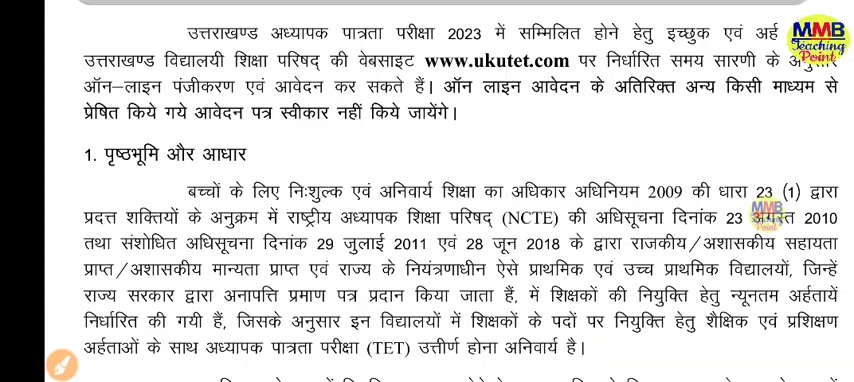 उत्तराखण्ड अध्यापक पात्रता परीक्षा 2023 में सम्मिलित होने हेतु इच्छुक एवं अर्ह
उत्तराखण्ड विद्यालयी शिक्षा परिषद् की वेबसाइट www.ukutet.com पर निर्धारित समय सारणी के अनुसार
ऑन–लाइन पंजीकरण एवं आवेदन कर सकते हैं। ऑन लाइन आवेदन के अतिरिक्त अन्य किसी माध्यम से
प्रेषित किये गये आवेदन पत्र स्वीकार नहीं किये जायेंगे।
MMB
Teaching
Point
1. पृष्ठभूमि और आधार
बच्चों के लिए निःशुल्क एवं अनिवार्य शिक्षा का अधिकार अधिनियम 2009 की धारा 23 (1) द्वारा
प्रदत्त शक्तियों के अनुक्रम में राष्ट्रीय अध्यापक शिक्षा परिषद् (NCTE) की अधिसूचना दिनांक 23 अगस्त 2010
तथा संशोधित अधिसूचना दिनांक 29 जुलाई 2011 एवं 28 जून 2018 के द्वारा राजकीय/अशासकीय सहायता
प्राप्त/अशासकीय मान्यता प्राप्त एवं राज्य के नियंत्रणाधीन ऐसे प्राथमिक एवं उच्च प्राथमिक विद्यालयों, जिन्हें
राज्य सरकार द्वारा अनापत्ति प्रमाण पत्र प्रदान किया जाता हैं, में शिक्षकों की नियुक्ति हेतु न्यूनतम अर्हतायें
निर्धारित की गयी हैं, जिसके अनुसार इन विद्यालयों में शिक्षकों के पदों पर नियुक्ति हेतु शैक्षिक एवं प्रशिक्षण
अर्हताओं के साथ अध्यापक पात्रता परीक्षा (TET) उत्तीर्ण होना अनिवार्य है।
MMB
Teaching
Point